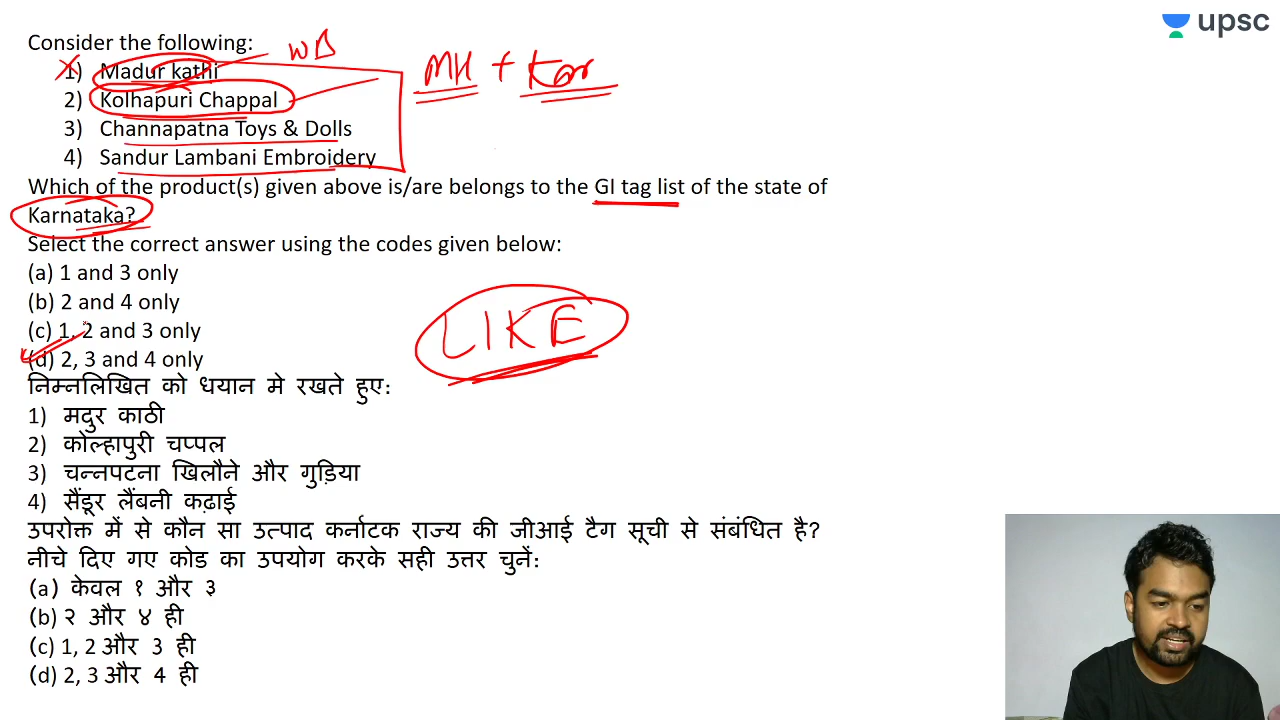 upsc
Consider the following:
WB
1) Madur kathi
MH + Kar
2) Kolhapuri Chappal
3) Channapatna Toys & Dolls
4) Sandur Lambani Embroidery
Which of the product(s) given above is/are belongs to the GI tag list of the state of
Karnataka?
Select the correct answer using the codes given below:
(a) 1 and 3 only
(b) 2 and 4 only
LIKE
(c) 1, 2 and 3 only
(d) 2, 3 and 4 only
निम्नलिखित को धयान मे रखते हुए:
1) मदुर काठी
2) कोल्हापुरी चप्पल
3) चन्नपटना खिलौने और गुड़िया
4) सैंडूर लैंबनी कढ़ाई
उपरोक्त में से कौन सा उत्पाद कर्नाटक राज्य की जीआई टैग सूची से संबंधित है?
नीचे दिए गए कोड का उपयोग करके सही उत्तर चुनें:
(a) केवल १ और ३
(b) २ और ४ ही
(c) 1, 2 और 3 ही
(d) 2, 3 और 4 ही